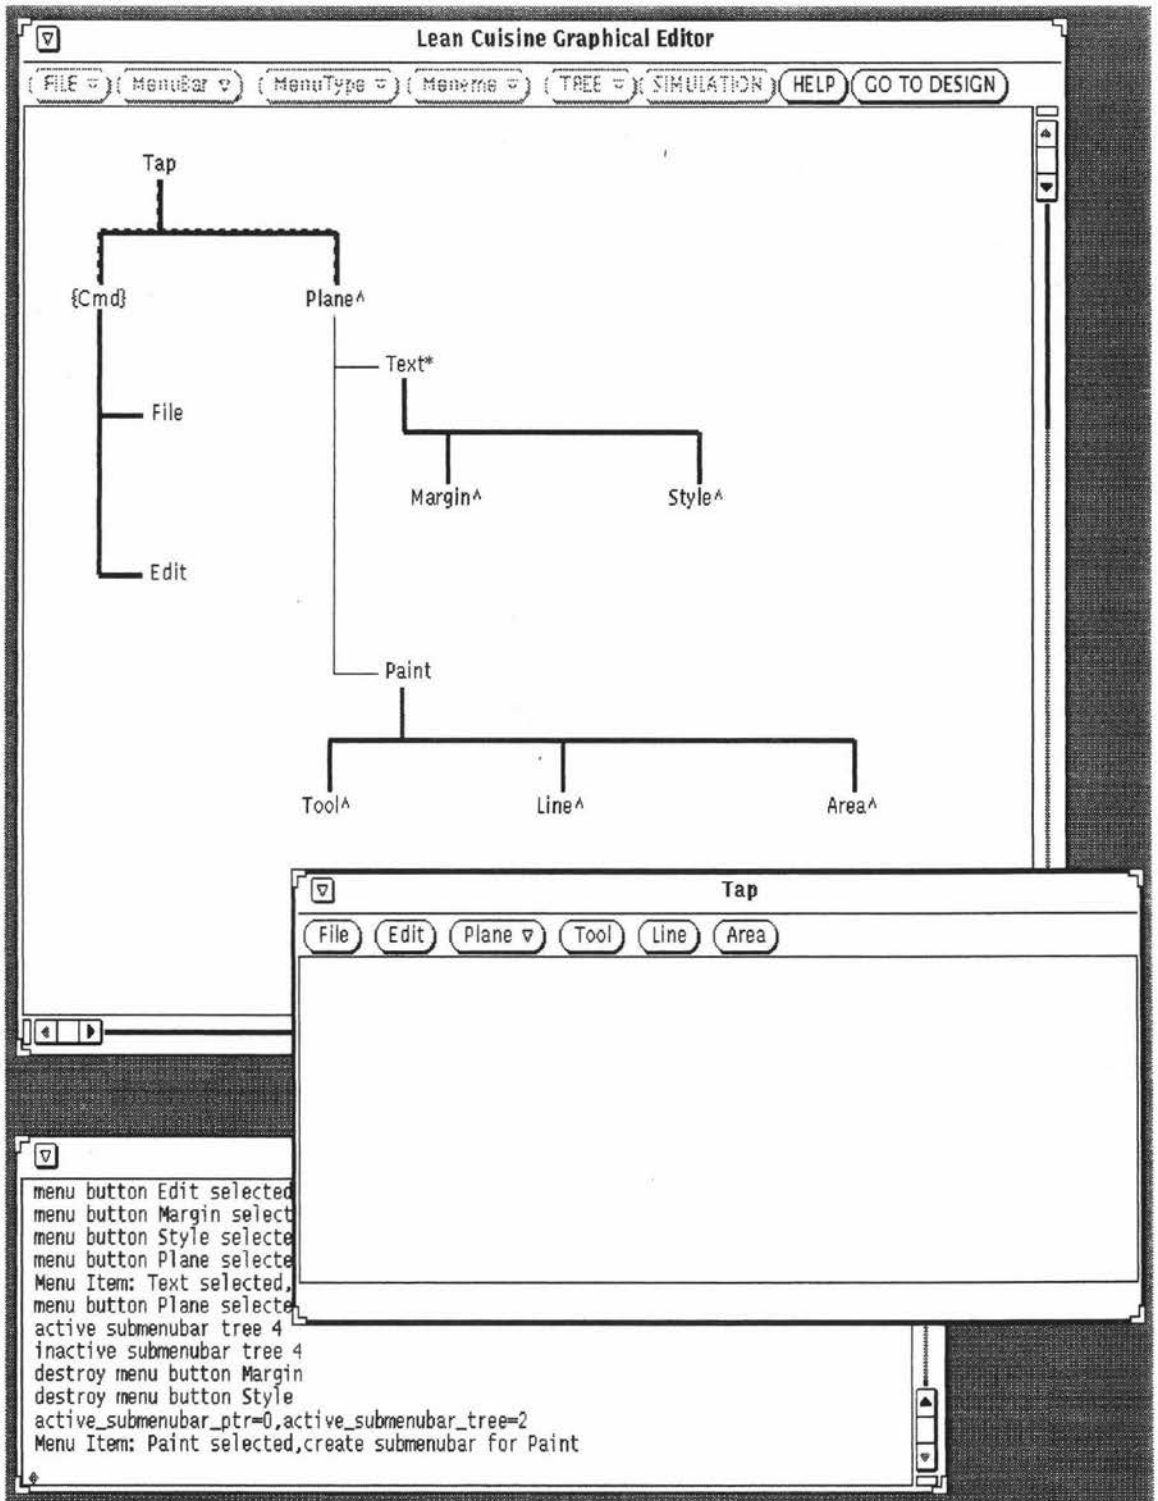 Lean Cuisine Graphical Editor
FILE MenuBar MenuType Meneme TREE SIMULATION HELP GO TO DESIGN
Tap
{Cmd} Plane^
Text*
File
Margin^ Style^
Edit
Paint
Tool^ Line^ Area^
Tap
File Edit Plane Tool Line Area
menu button Edit selected
menu button Margin select
menu button Style selecte
menu button Plane selecte
Menu Item: Text selected,
menu button Plane selecte
active submenubar tree 4
inactive submenubar tree 4
destroy menu button Margin
destroy menu button Style
active_submenubar_ptr=0,active_submenubar_tree=2
Menu Item: Paint selected,create submenubar for Paint